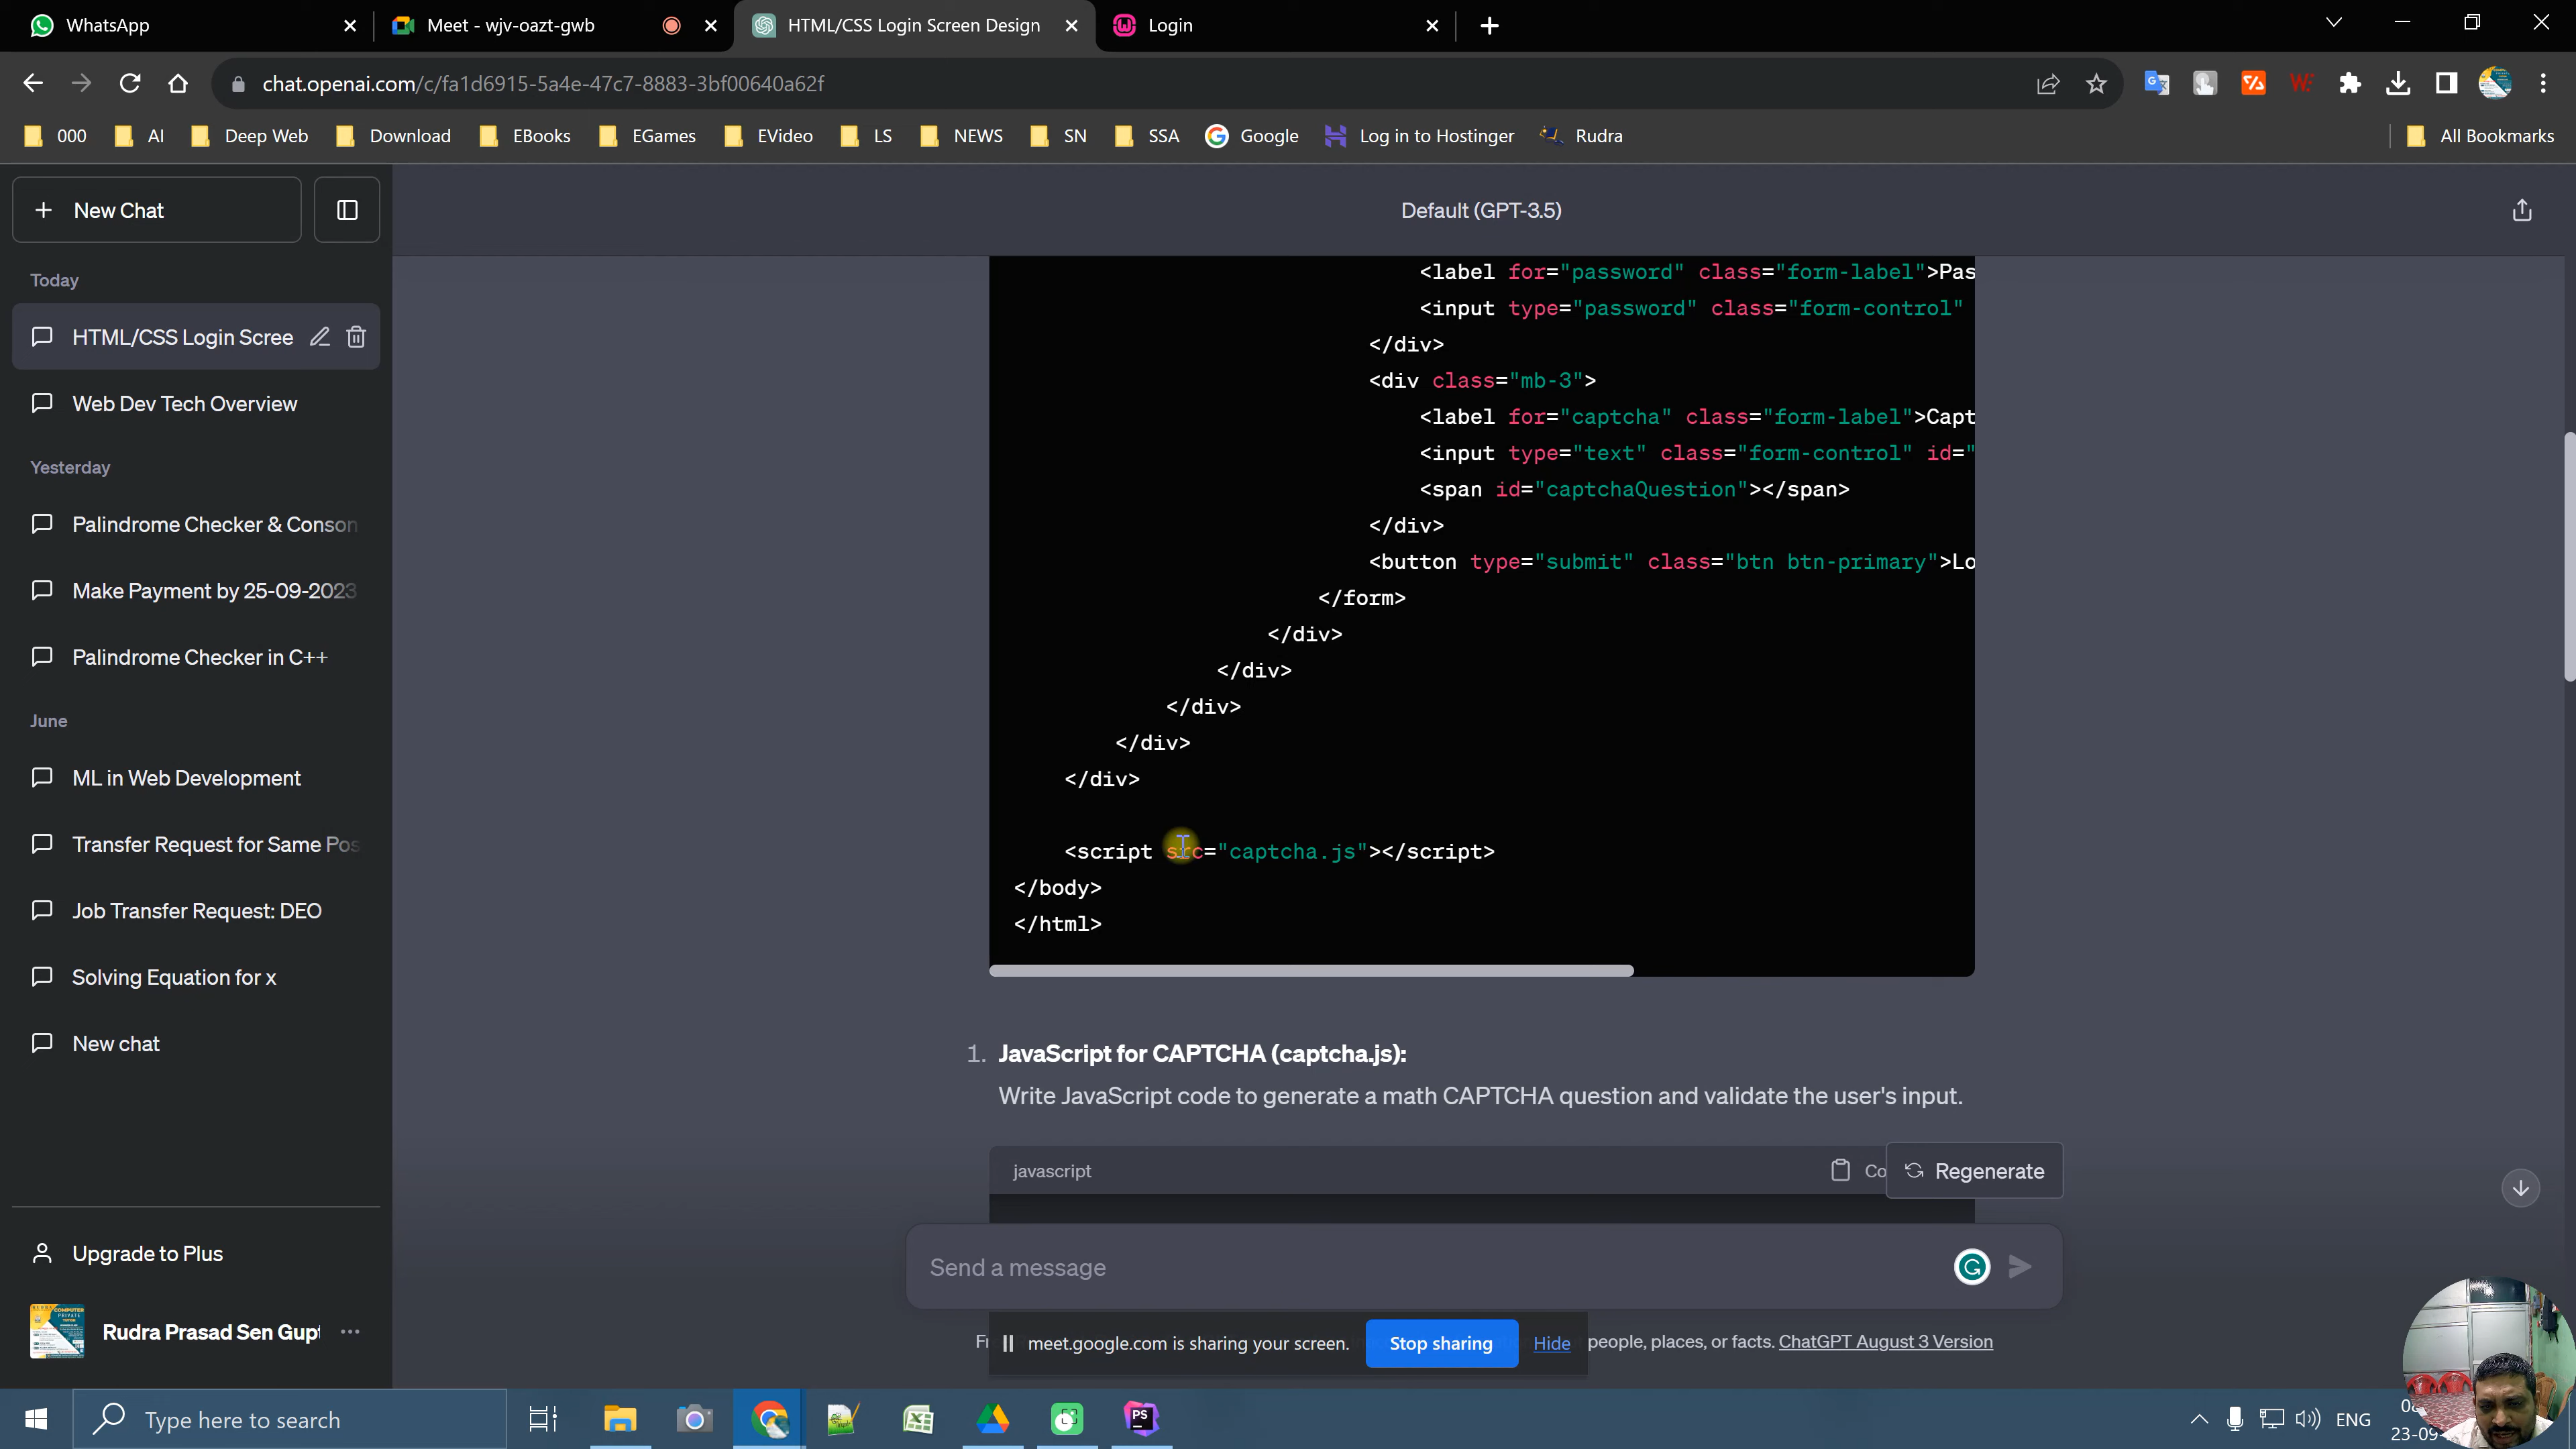 WhatsApp
Meet - wjv-oazt-gwb
HTML/CSS Login Screen Design
Login
chat.openai.com/c/fa1d6915-5a4e-47c7-8883-3bf00640a62f
000
AI
Deep Web
Download
EBooks
EGames
EVideo
LS
NEWS
SN
SSA
Google
Log in to Hostinger
Rudra
All Bookmarks
New Chat
Default (GPT-3.5)
Today
HTML/CSS Login Scree
Web Dev Tech Overview
Yesterday
Palindrome Checker & Conson
Make Payment by 25-09-2023
Palindrome Checker in C++
June
ML in Web Development
Transfer Request for Same Pos
Job Transfer Request: DEO
Solving Equation for x
New chat
Upgrade to Plus
Rudra Prasad Sen Gupt
<label for="password" class="form-label">Pas
<input type="password" class="form-control"
</div>
<div class="mb-3">
<label for="captcha" class="form-label">Capt
<input type="text" class="form-control" id="
<span id="captchaQuestion"></span>
</div>
<button type="submit" class="btn btn-primary">Lo
</form>
</div>
</div>
</div>
</div>
</div>
<script src="captcha.js"></script>
</body>
</html>
1. JavaScript for CAPTCHA (captcha.js):
Write JavaScript code to generate a math CAPTCHA question and validate the user's input.
javascript
Co
Regenerate
Send a message
meet.google.com is sharing your screen.
Stop sharing
Hide
people, places, or facts. ChatGPT August 3 Version
Type here to search
PS
ENG
23-09